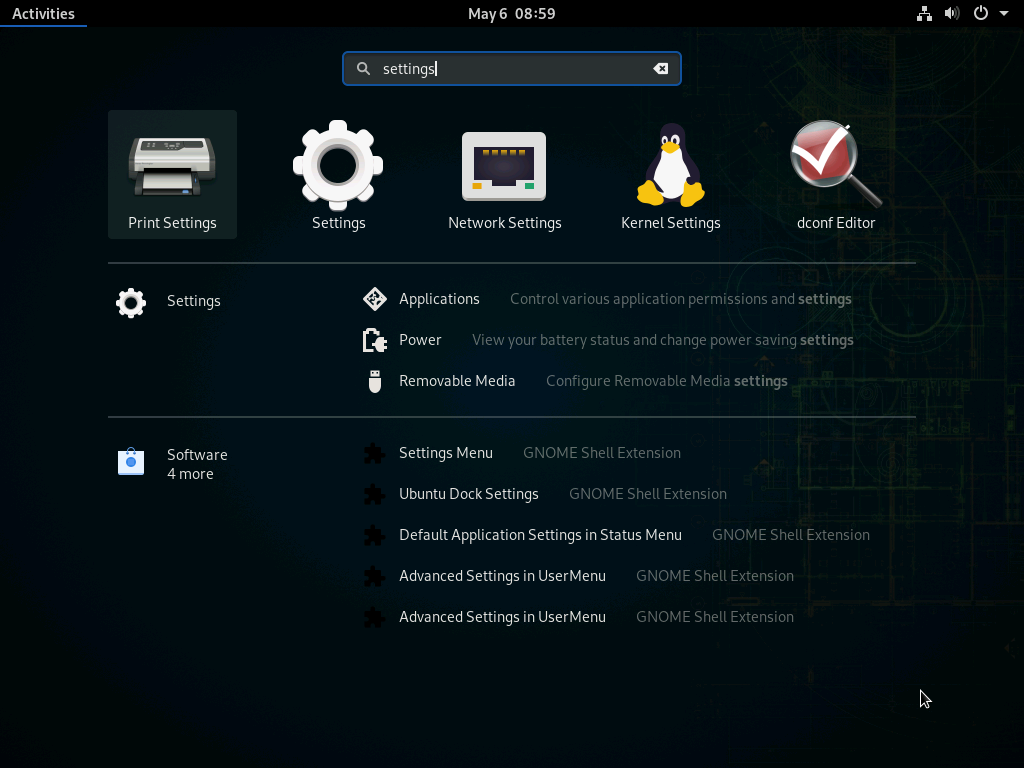 Activities
May 6 08:59
settings
Print Settings
Settings
Network Settings
Kernel Settings
dconf Editor
Settings
Applications Control various application permissions and settings
Power View your battery status and change power saving settings
Removable Media Configure Removable Media settings
Software
4 more
Settings Menu GNOME Shell Extension
Ubuntu Dock Settings GNOME Shell Extension
Default Application Settings in Status Menu GNOME Shell Extension
Advanced Settings in UserMenu GNOME Shell Extension
Advanced Settings in UserMenu GNOME Shell Extension